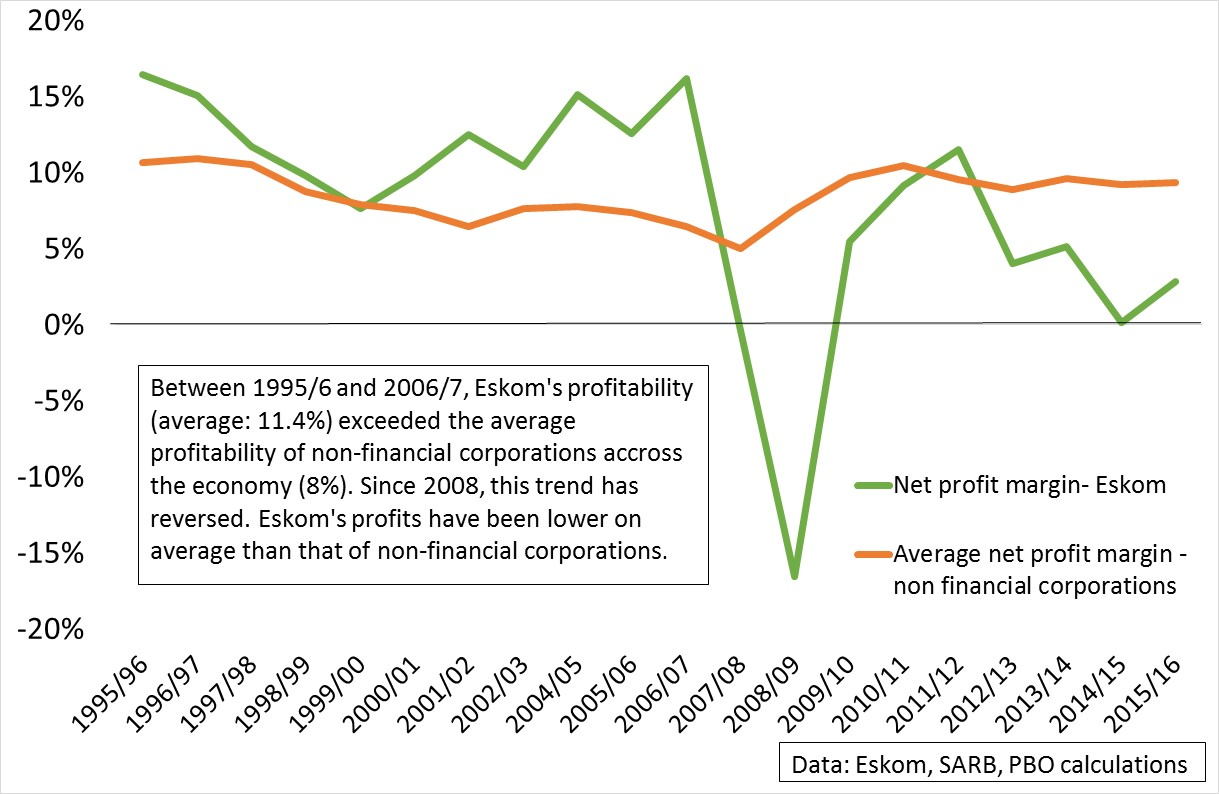 20%
15%
10%
5%
0%
-5%
-10%
-15%
-20%
Between 1995/6 and 2006/7, Eskom's profitability
(average: 11.4%) exceeded the average
profitability of non-financial corporations accross
the economy (8%). Since 2008, this trend has
reversed. Eskom's profits have been lower on
average than that of non-financial corporations.
Net profit margin- Eskom
Average net profit margin -
non financial corporations
1995/96
1996/97
1997/98
1998/99
1999/00
2000/01
2001/02
2002/03
2004/05
2005/06
2006/07
2007/08
2008/09
2009/10
2010/11
2011/12
2012/13
2013/14
2014/15
2015/16
Data: Eskom, SARB, PBO calculations